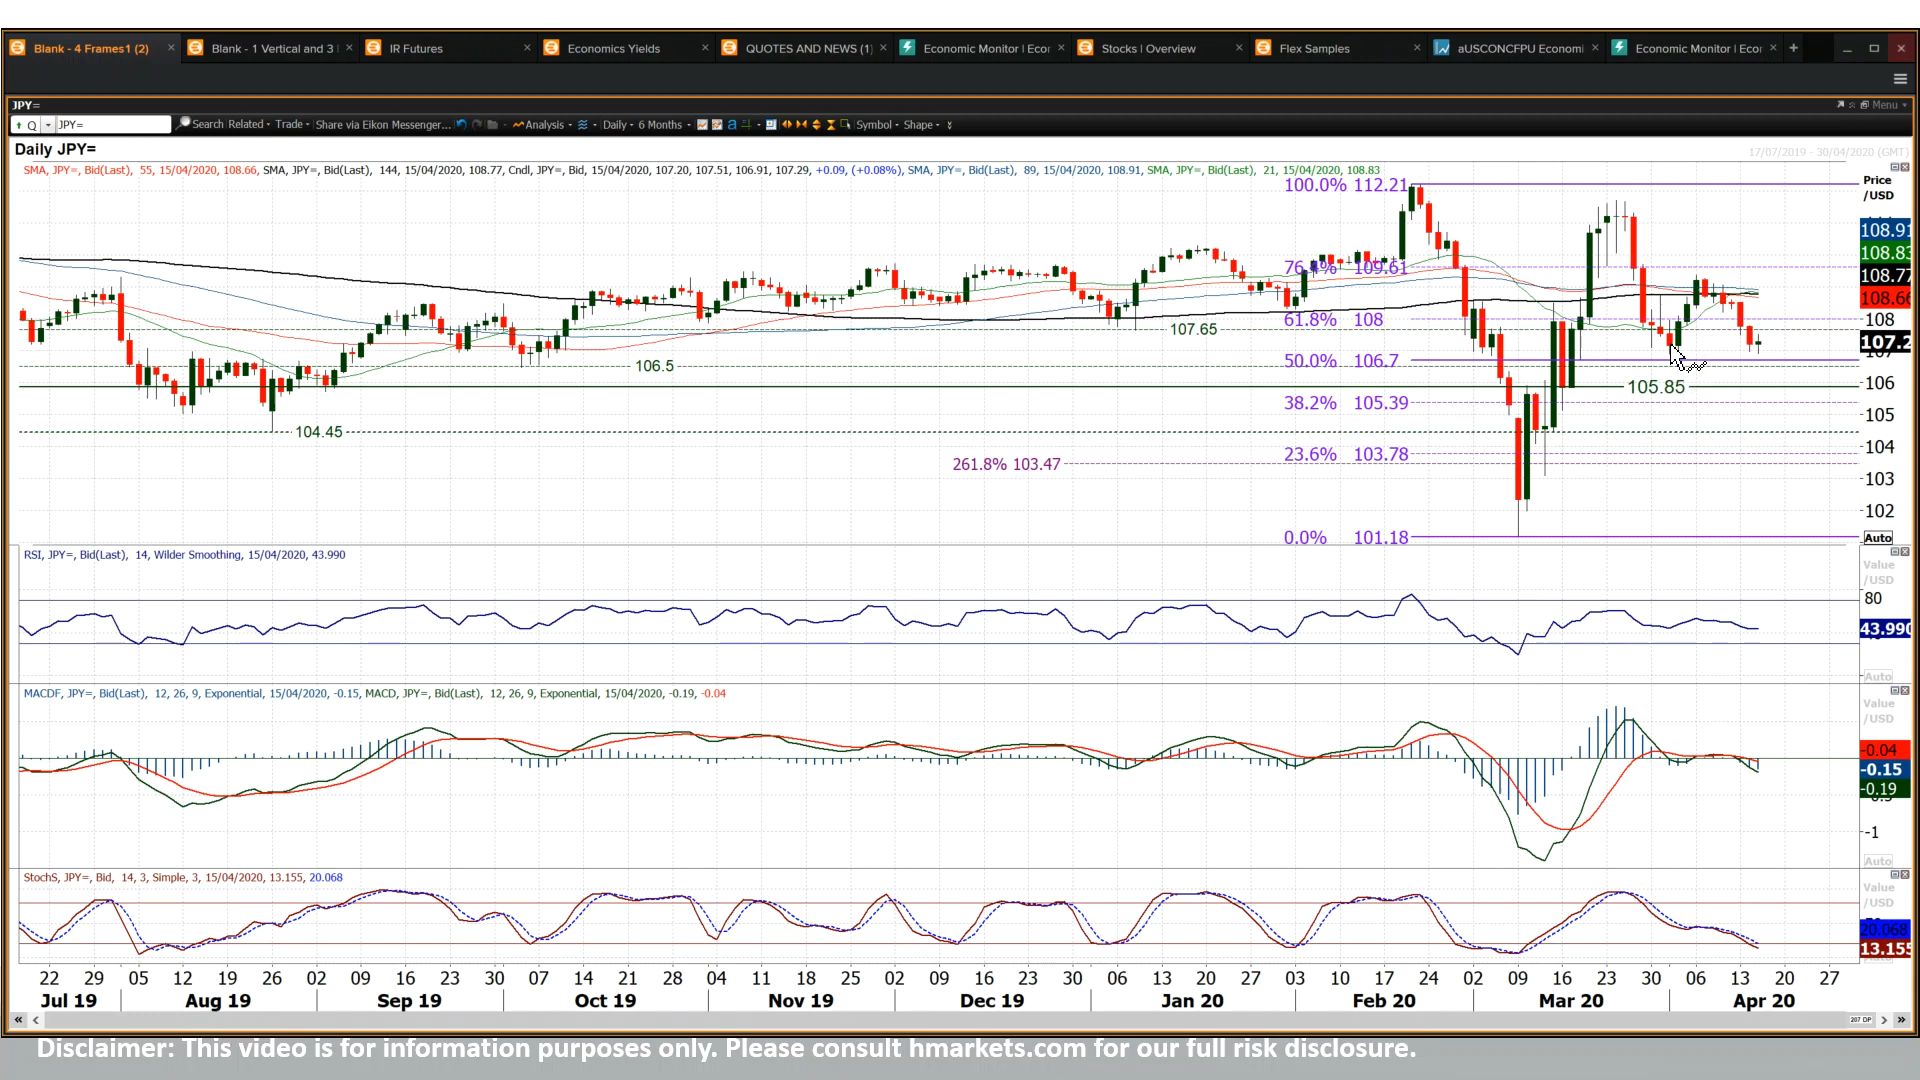 Blank - 4 Frames1 (2) Blank - 1 Vertical and 3 IR Futures Economics Yields QUOTES AND NEWS (1) Economic Monitor | Ecor Stocks | Overview Flex Samples aUSCONCFPU Economi Economic Monitor | Ecor
JPY= Menu
Q JPY= Search Related Trade Share via Eikon Messenger... Analysis Daily 6 Months Symbol Shape
Daily JPY=
17/07/2019 - 30/04/2020 (GMT)
SMA, JPY=, Bid(Last), 55, 15/04/2020, 108.66, SMA, JPY=, Bid(Last), 144, 15/04/2020, 108.77, Cndl, JPY=, Bid, 15/04/2020, 107.20, 107.51, 106.91, 107.29, +0.09, (+0.08%), SMA, JPY=, Bid(Last), 89, 15/04/2020, 108.91, SMA, JPY=, Bid(Last), 21, 15/04/2020, 108.83
Price
/USD
100.0% 112.21
108.91
108.83
76.4% 109.61
108.77
108.66
61.8% 108
108
107.65
107.2
50.0% 106.7
106.5
106
105.85
38.2% 105.39
105
104.45
104
23.6% 103.78
261.8% 103.47
103
102
0.0% 101.18
Auto
RSI, JPY=, Bid(Last), 14, Wilder Smoothing, 15/04/2020, 43.990
Value
/USD
80
43.990
Auto
MACDF, JPY=, Bid(Last), 12, 26, 9, Exponential, 15/04/2020, -0.15, MACD, JPY=, Bid(Last), 12, 26, 9, Exponential, 15/04/2020, -0.19, -0.04
Value
/USD
-0.04
-0.15
-0.19
-1
Auto
StochS, JPY=, Bid, 14, 3, Simple, 3, 15/04/2020, 13.155, 20.068
Value
/USD
20.068
13.155
22 29 05 12 19 26 02 09 16 23 30 07 14 21 28 04 11 18 25 02 09 16 23 30 06 13 20 27 03 10 17 24 02 09 16 23 30 06 13 20 27
Jul 19 Aug 19 Sep 19 Oct 19 Nov 19 Dec 19 Jan 20 Feb 20 Mar 20 Apr 20
207 DP
Disclaimer: This video is for information purposes only. Please consult hmarkets.com for our full risk disclosure.